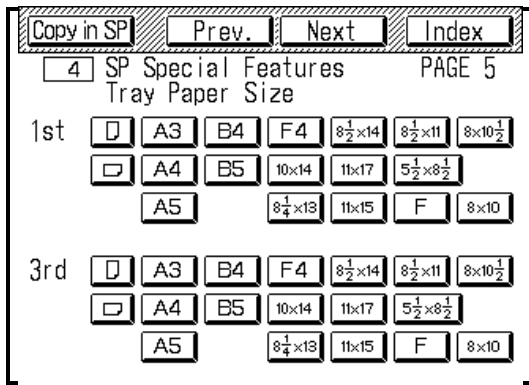 Copy in SP Prev. Next Index
4 SP Special Features PAGE 5
Tray Paper Size
1st A3 B4 F4 8½×14 8½×11 8×10½
A4 B5 10×14 11×17 5½×8½
A5 8¼×13 11×15 F 8×10
3rd A3 B4 F4 8½×14 8½×11 8×10½
A4 B5 10×14 11×17 5½×8½
A5 8¼×13 11×15 F 8×10